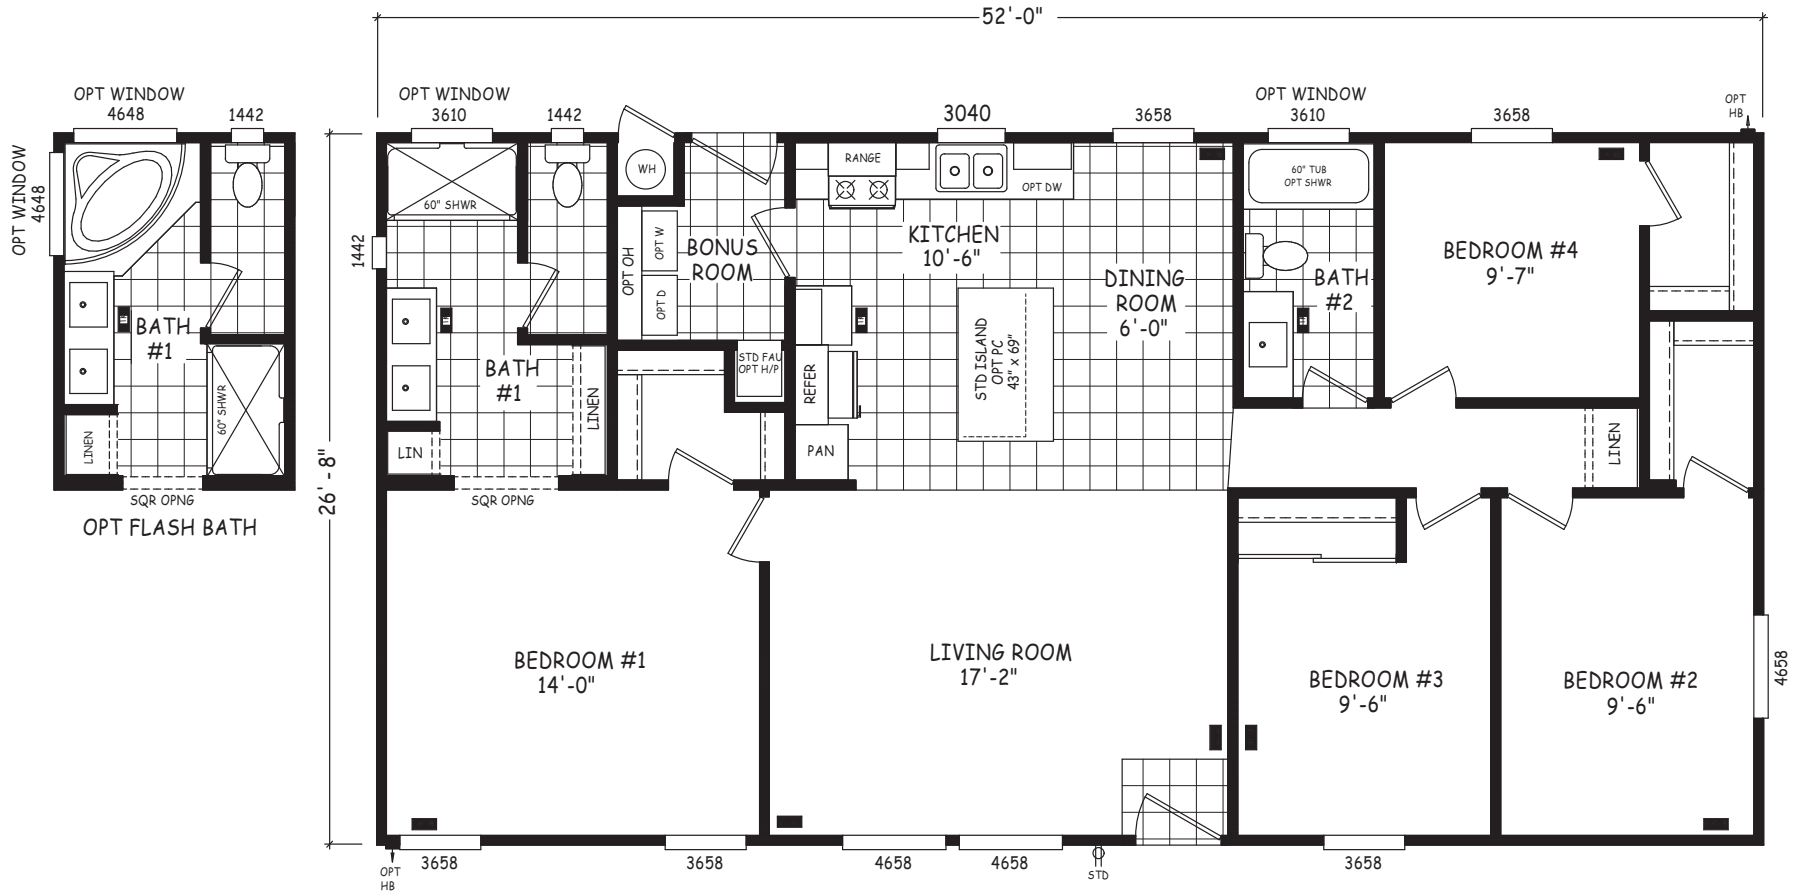 52'-0"
OPT WINDOW
4648
1442
OPT WINDOW
4648
BATH
#1
60" SHWR
LINEN
SQR OPNG
OPT FLASH BATH
26'-8"
OPT WINDOW
3610
1442
1442
60" SHWR
BATH
#1
LIN
LINEN
SQR OPNG
WH
OPT OH
OPT W
OPT D
BONUS
ROOM
STD FAU
OPT H/P
3040
3658
RANGE
OPT DW
KITCHEN
10'-6"
DINING
ROOM
6'-0"
STD ISLAND
OPT PC
43" x 69"
REFER
PAN
OPT WINDOW
3610
60" TUB
OPT SHWR
BATH
#2
3658
OPT
HB
BEDROOM #4
9'-7"
LINEN
BEDROOM #1
14'-0"
LIVING ROOM
17'-2"
BEDROOM #3
9'-6"
BEDROOM #2
9'-6"
4658
OPT
HB
3658
3658
4658
4658
STD
3658